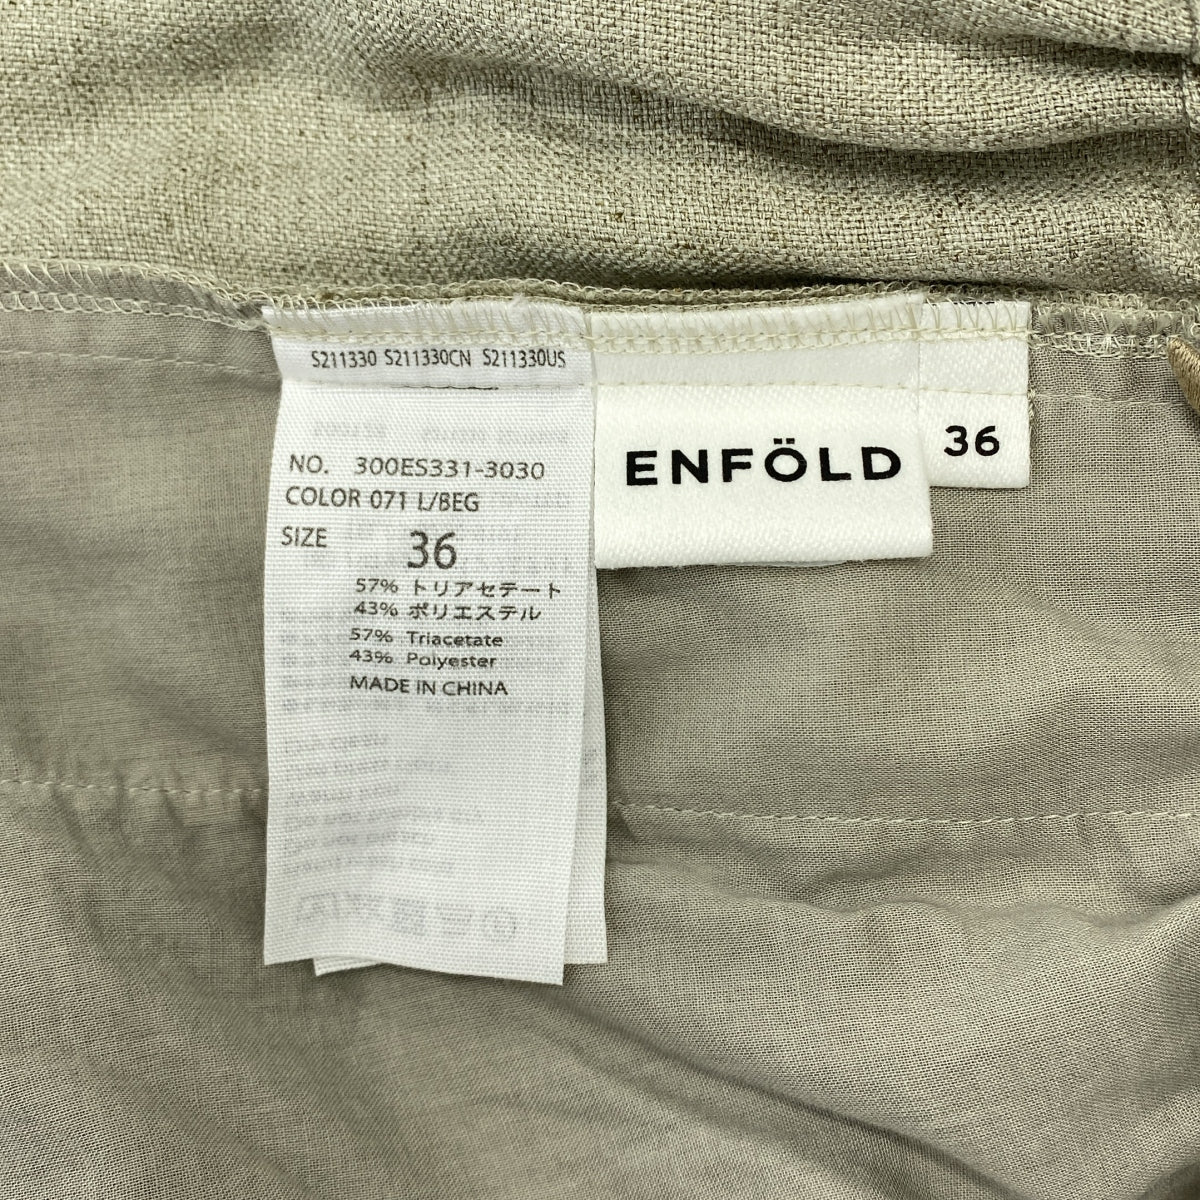 S211330 S211330CN S211330US
NO. 300ES331-3030
COLOR 071 L/BEG
SIZE 36
57% トリアセテート
43% ポリエステル
57% Triacetate
43% Polyester
MADE IN CHINA
ENFÖLD
36